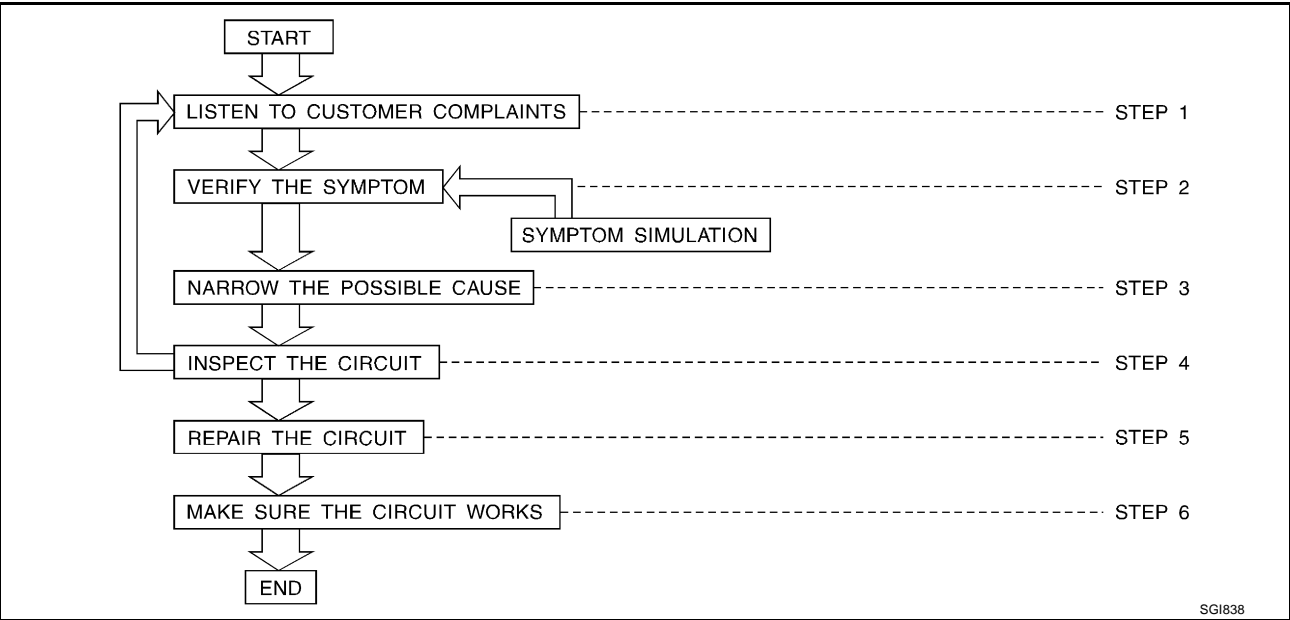 START
LISTEN TO CUSTOMER COMPLAINTS STEP 1
VERIFY THE SYMPTOM STEP 2
SYMPTOM SIMULATION
NARROW THE POSSIBLE CAUSE STEP 3
INSPECT THE CIRCUIT STEP 4
REPAIR THE CIRCUIT STEP 5
MAKE SURE THE CIRCUIT WORKS STEP 6
END
SGI838